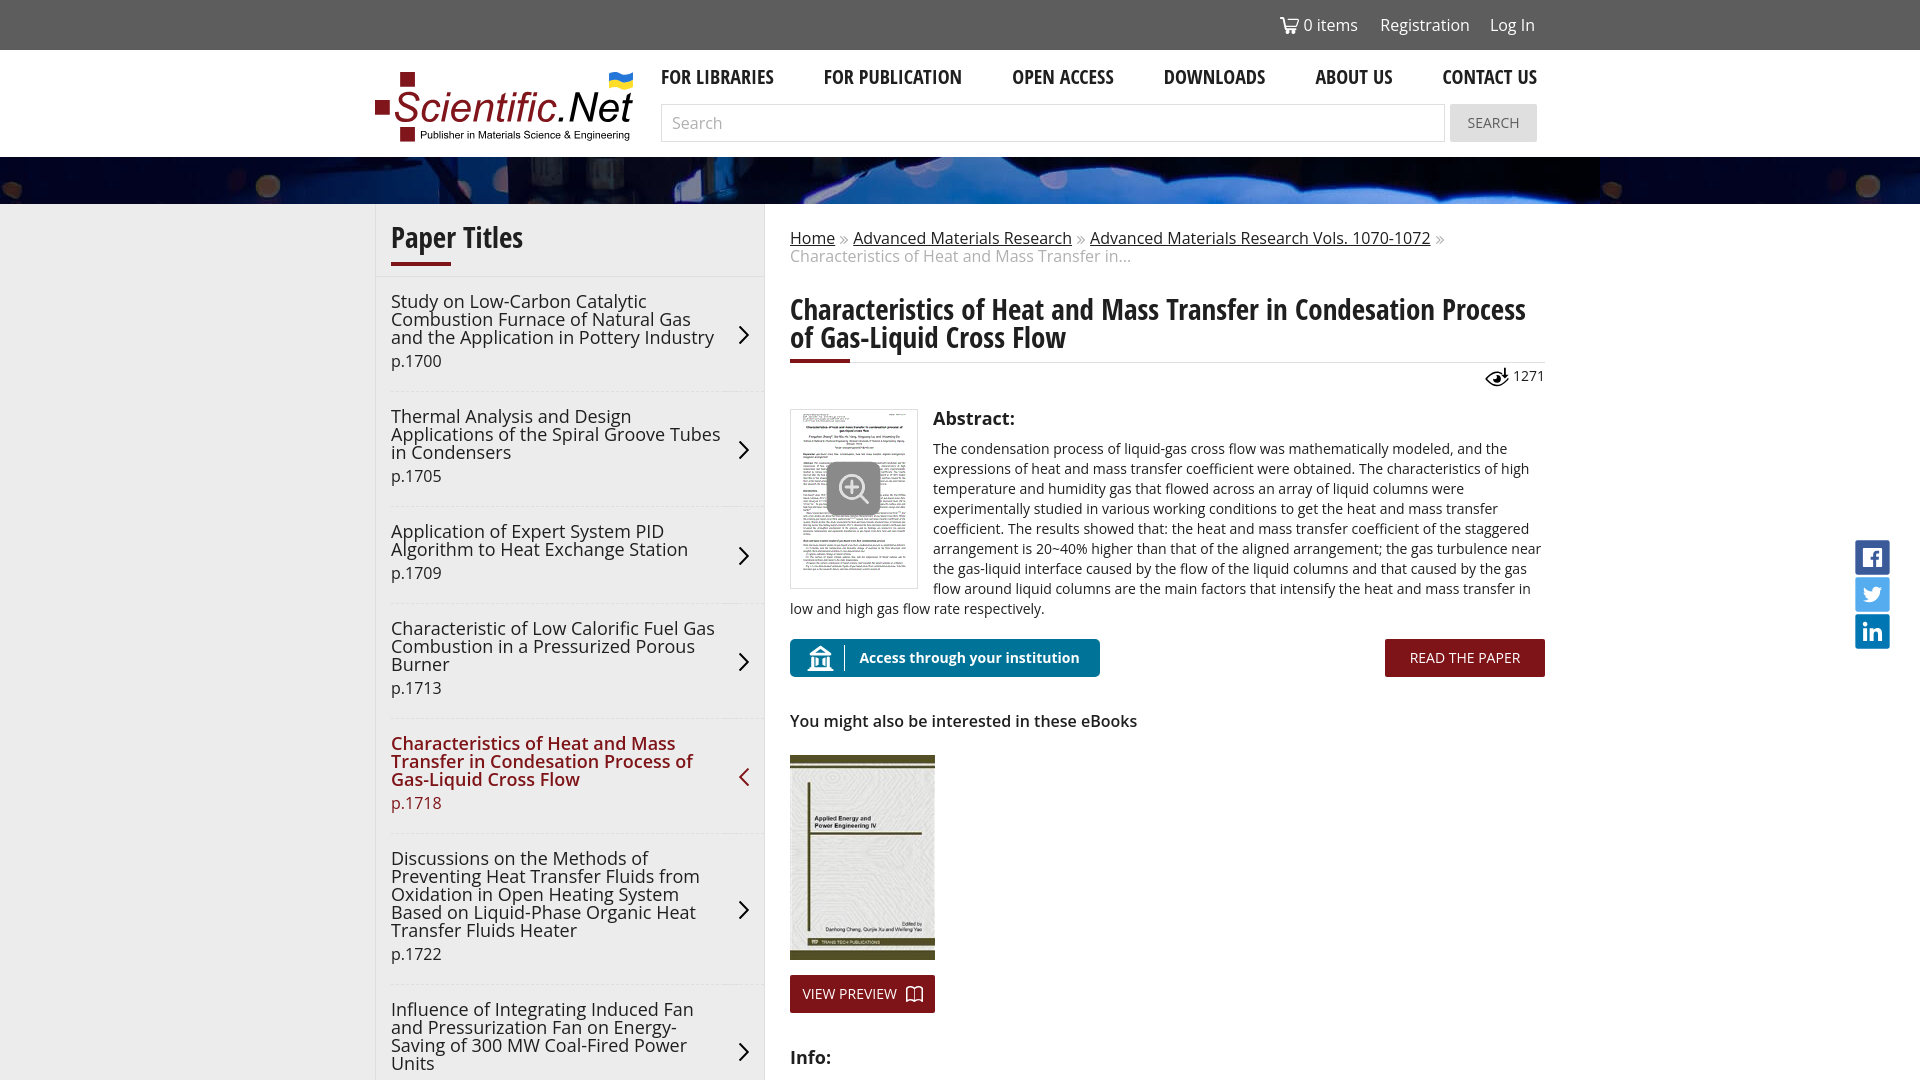 0 items Registration Log In
Scientific.Net
Publisher in Materials Science & Engineering
FOR LIBRARIES FOR PUBLICATION OPEN ACCESS DOWNLOADS ABOUT US CONTACT US
Search SEARCH
Paper Titles
Study on Low-Carbon Catalytic
Combustion Furnace of Natural Gas
and the Application in Pottery Industry
p.1700
Thermal Analysis and Design
Applications of the Spiral Groove Tubes
in Condensers
p.1705
Application of Expert System PID
Algorithm to Heat Exchange Station
p.1709
Characteristic of Low Calorific Fuel Gas
Combustion in a Pressurized Porous
Burner
p.1713
Characteristics of Heat and Mass
Transfer in Condesation Process of
Gas-Liquid Cross Flow
p.1718
Discussions on the Methods of
Preventing Heat Transfer Fluids from
Oxidation in Open Heating System
Based on Liquid-Phase Organic Heat
Transfer Fluids Heater
p.1722
Influence of Integrating Induced Fan
and Pressurization Fan on Energy-
Saving of 300 MW Coal-Fired Power
Units
Home » Advanced Materials Research » Advanced Materials Research Vols. 1070-1072 »
Characteristics of Heat and Mass Transfer in...
Characteristics of Heat and Mass Transfer in Condesation Process
of Gas-Liquid Cross Flow
1271
Abstract:
The condensation process of liquid-gas cross flow was mathematically modeled, and the
expressions of heat and mass transfer coefficient were obtained. The characteristics of high
temperature and humidity gas that flowed across an array of liquid columns were
experimentally studied in various working conditions to get the heat and mass transfer
coefficient. The results showed that: the heat and mass transfer coefficient of the staggered
arrangement is 20~40% higher than that of the aligned arrangement; the gas turbulence near
the gas-liquid interface caused by the flow of the liquid columns and that caused by the gas
flow around liquid columns are the main factors that intensify the heat and mass transfer in
low and high gas flow rate respectively.
Access through your institution
READ THE PAPER
You might also be interested in these eBooks
Applied Energy and
Power Engineering IV
Edited by
Danhong Cheng, Qunjie Xu and Weifeng Yao
TRANS TECH PUBLICATIONS
VIEW PREVIEW
Info: